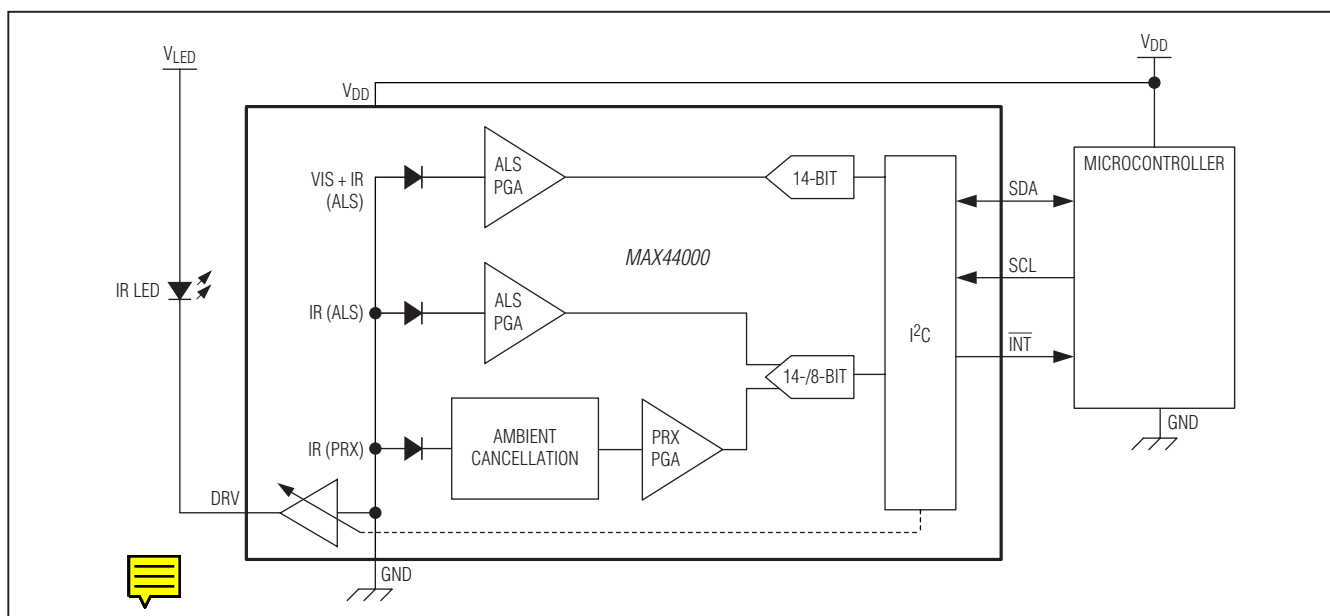 VLED
VDD
VDD
VIS + IR
(ALS)
ALS
PGA
14-BIT
MICROCONTROLLER
SDA
MAX44000
SCL
IR LED
IR (ALS)
ALS
PGA
I2C
INT
14-/8-BIT
GND
IR (PRX)
AMBIENT
CANCELLATION
PRX
PGA
DRV
GND